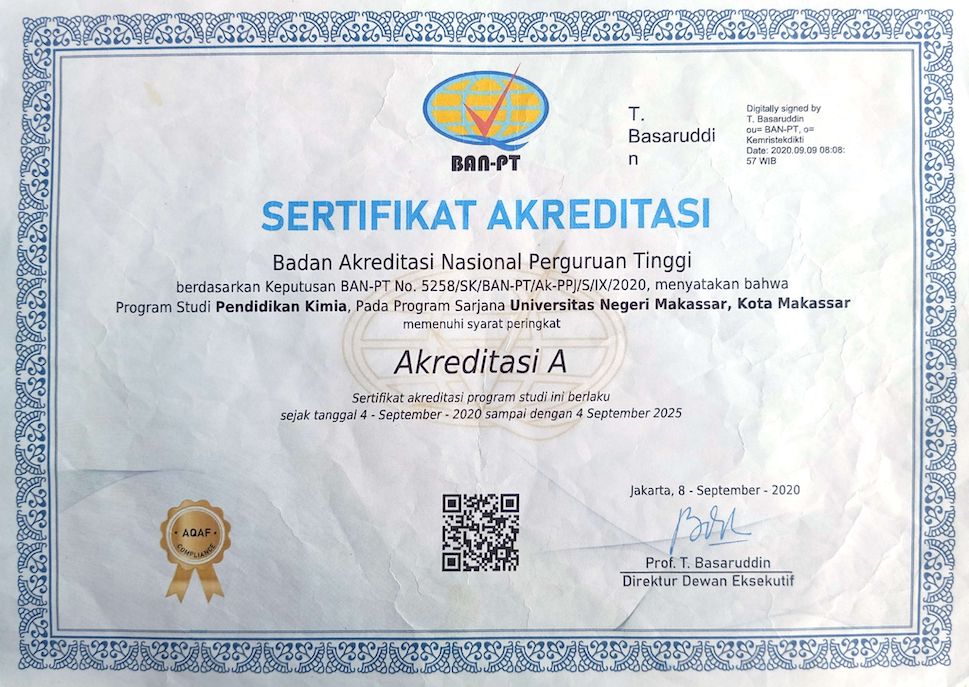 BAN-PT
T.
Basaruddi
n
Digitally signed by
T. Basaruddin
ou= BAN-PT, o=
Kemristekdikti
Date: 2020.09.09 08:08:
57 WIB
SERTIFIKAT AKREDITASI
Badan Akreditasi Nasional Perguruan Tinggi
berdasarkan Keputusan BAN-PT No. 5258/SK/BAN-PT/Ak-PPJ/S/IX/2020, menyatakan bahwa
Program Studi Pendidikan Kimia, Pada Program Sarjana Universitas Negeri Makassar, Kota Makassar
memenuhi syarat peringkat
Akreditasi A
Sertifikat akreditasi program studi ini berlaku
sejak tanggal 4 - September - 2020 sampai dengan 4 September 2025
AQAF
COMPLIANCE
Jakarta, 8 - September - 2020
Prof. T. Basaruddin
Direktur Dewan Eksekutif